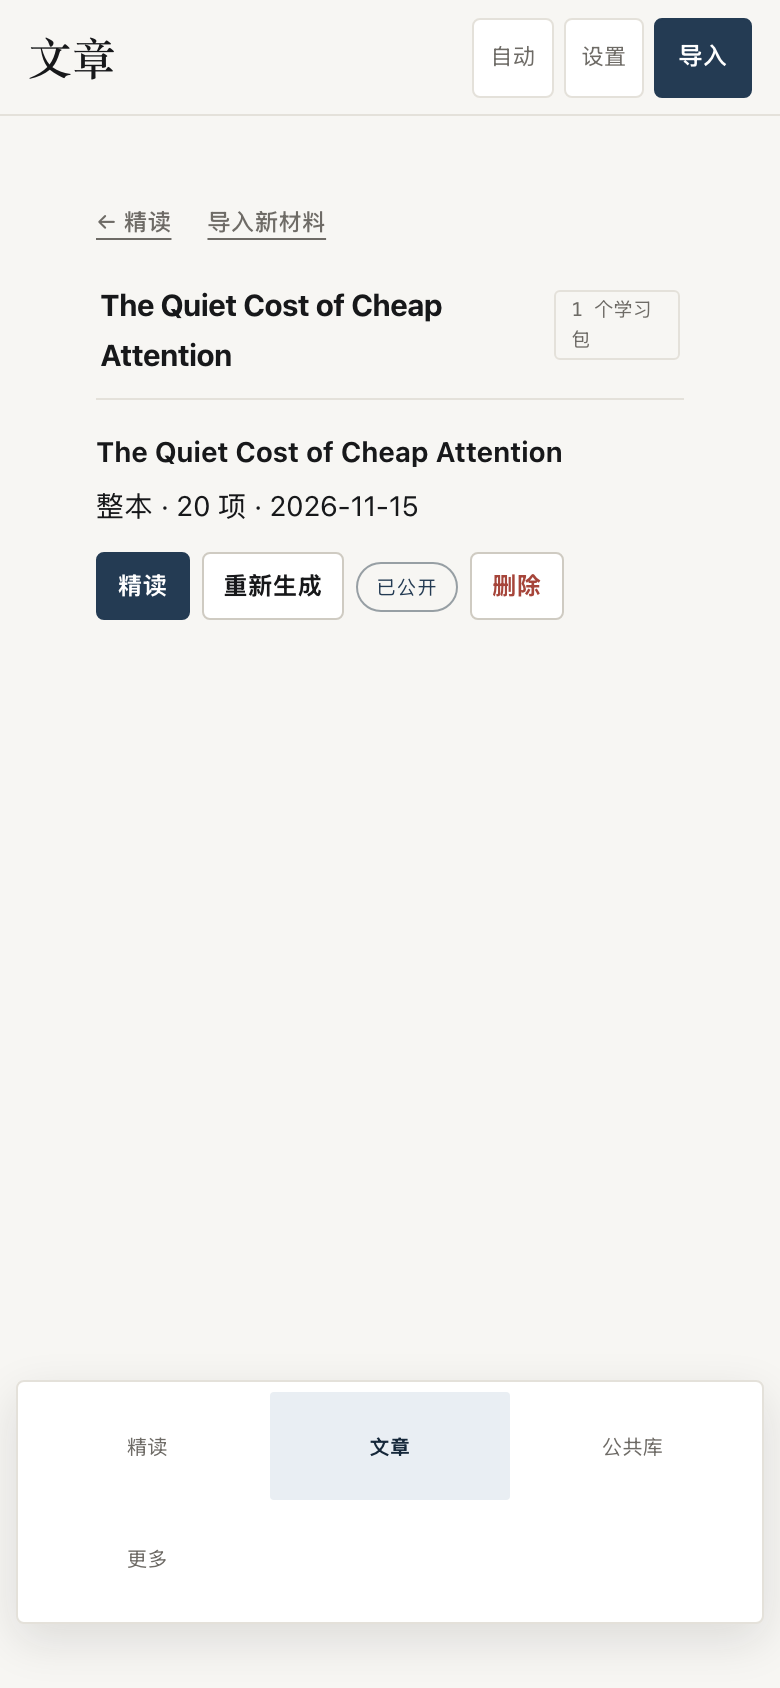 文章
自动
设置
导入
← 精读
导入新材料
The Quiet Cost of Cheap
Attention
1 个学习
包
The Quiet Cost of Cheap Attention
整本 · 20 项 · 2026-11-15
精读
重新生成
已公开
删除
精读
文章
公共库
更多